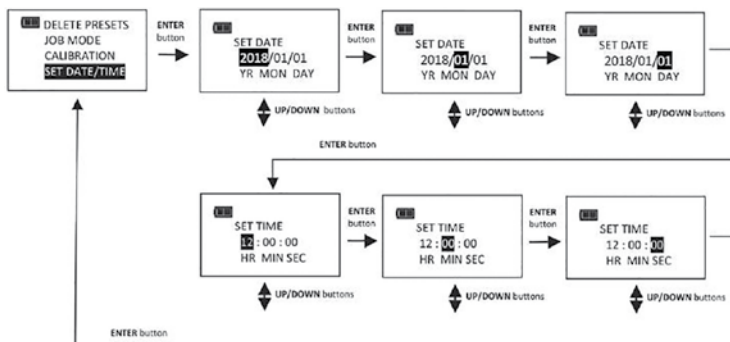 DELETE PRESETS
JOB MODE
CALIBRATION
SET DATE/TIME
ENTER
button
SET DATE
2018/01/01
YR MON DAY
UP/DOWN buttons
ENTER
button
SET DATE
2018/01/01
YR MON DAY
UP/DOWN buttons
ENTER
button
SET DATE
2018/01/01
YR MON DAY
UP/DOWN buttons
ENTER button
SET TIME
12 : 00 : 00
HR MIN SEC
UP/DOWN buttons
ENTER
button
SET TIME
12 : 00 : 00
HR MIN SEC
UP/DOWN buttons
ENTER
button
SET TIME
12 : 00 : 00
HR MIN SEC
UP/DOWN buttons
ENTER button